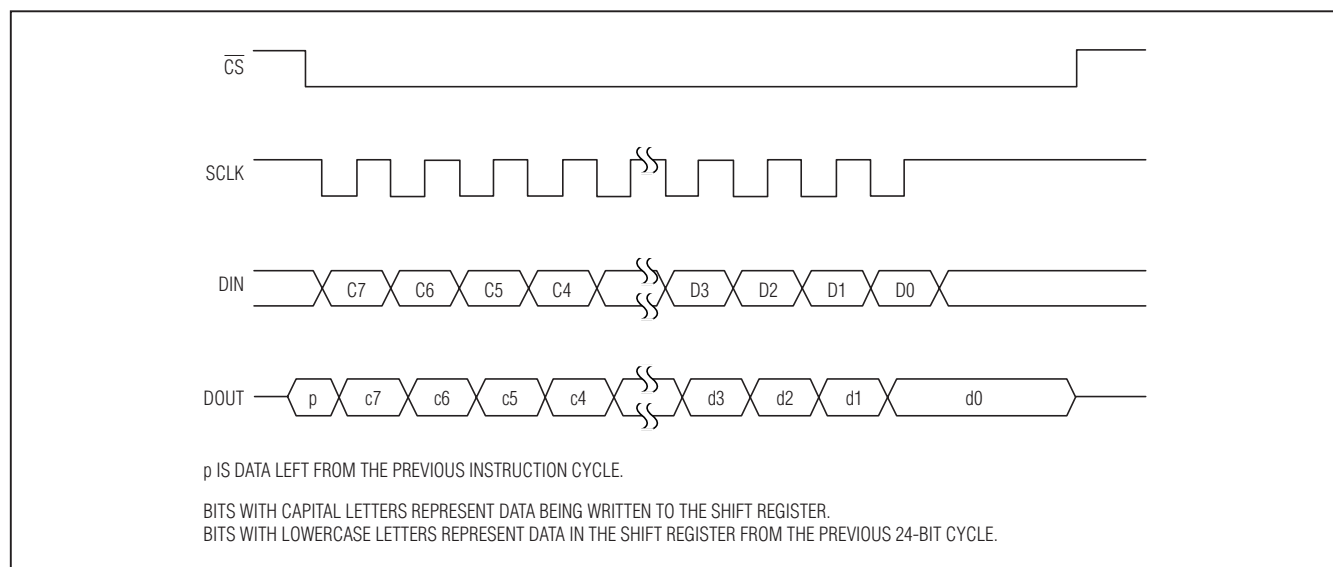 CS
SCLK
DIN C7 C6 C5 C4 D3 D2 D1 D0
DOUT p c7 c6 c5 c4 d3 d2 d1 d0
p IS DATA LEFT FROM THE PREVIOUS INSTRUCTION CYCLE.
BITS WITH CAPITAL LETTERS REPRESENT DATA BEING WRITTEN TO THE SHIFT REGISTER.
BITS WITH LOWERCASE LETTERS REPRESENT DATA IN THE SHIFT REGISTER FROM THE PREVIOUS 24-BIT CYCLE.